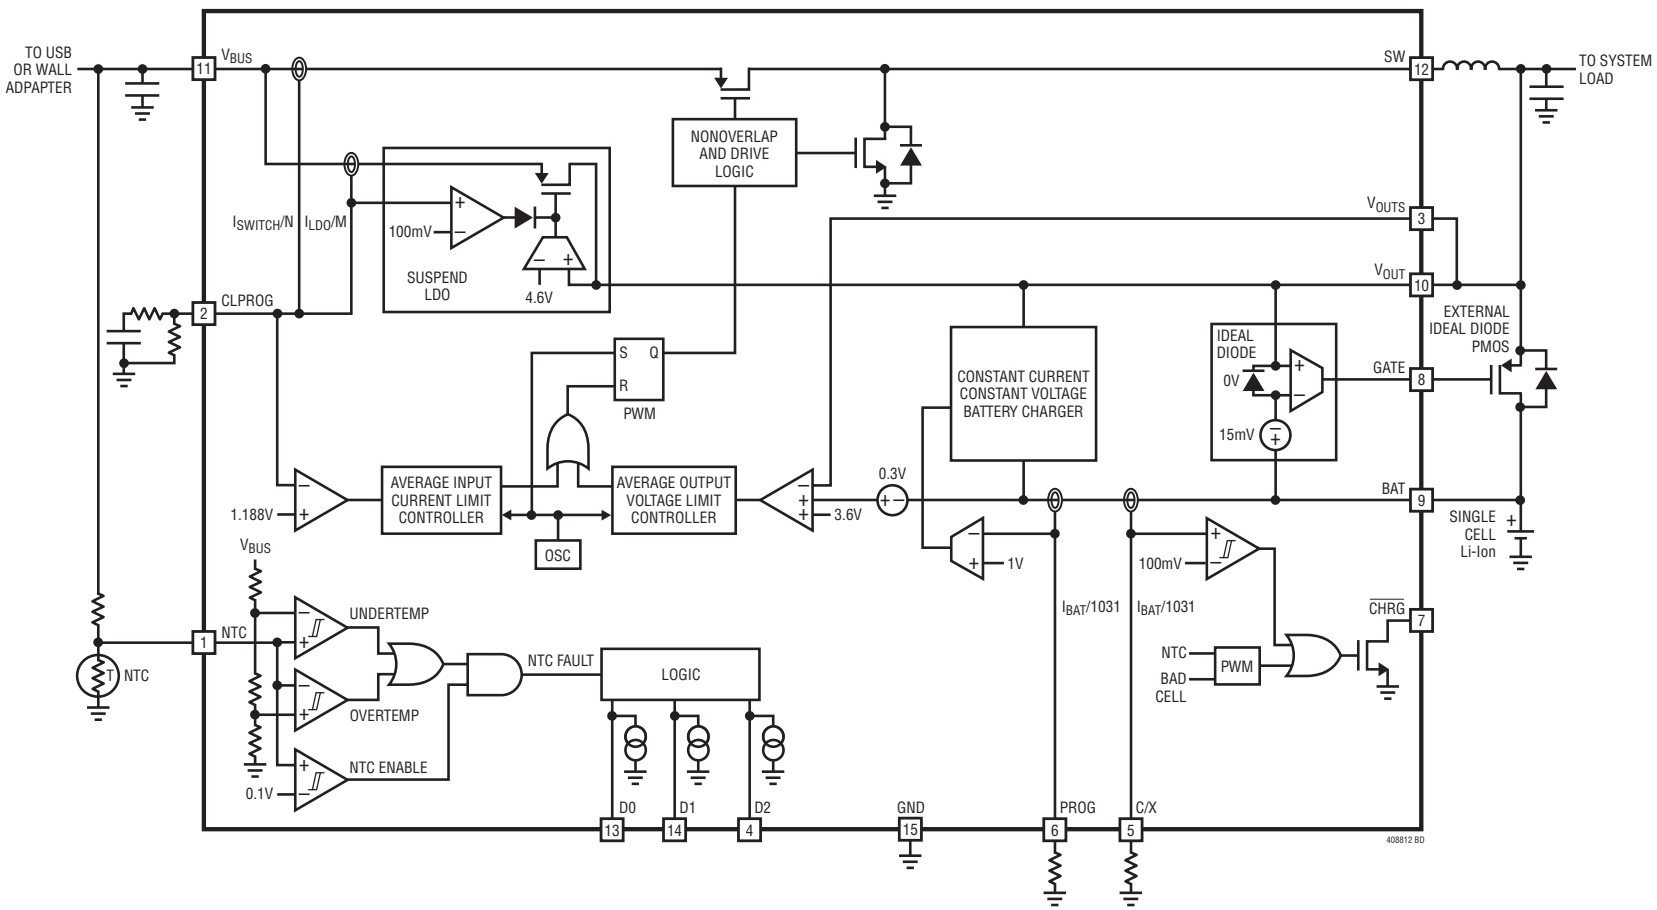 TO USB
OR WALL
ADPAPTER
11
VBUS
SW
12
TO SYSTEM
LOAD
NONOVERLAP
AND DRIVE
LOGIC
ISWITCH/N
ILDO/M
100mV
+
–
– +
4.6V
SUSPEND
LDO
VOUTS
3
VOUT
10
2
CLPROG
S Q
R
PWM
CONSTANT CURRENT
CONSTANT VOLTAGE
BATTERY CHARGER
IDEAL
DIODE
0V
+
–
15mV
–
+
GATE
8
EXTERNAL
IDEAL DIODE
PMOS
1.188V
–
+
AVERAGE INPUT
CURRENT LIMIT
CONTROLLER
AVERAGE OUTPUT
VOLTAGE LIMIT
CONTROLLER
OSC
–
+
+
3.6V
0.3V
+ –
BAT
9
SINGLE
CELL
Li-Ion
+
–
+
1V
100mV
+
–
IBAT/1031
IBAT/1031
VBUS
1
NTC
T
NTC
–
+
UNDERTEMP
–
+
OVERTEMP
+
–
NTC ENABLE
0.1V
NTC FAULT
LOGIC
NTC
BAD
CELL
PWM
CHRG
7
D0
13
D1
14
D2
4
GND
15
PROG
6
C/X
5
408812 BD